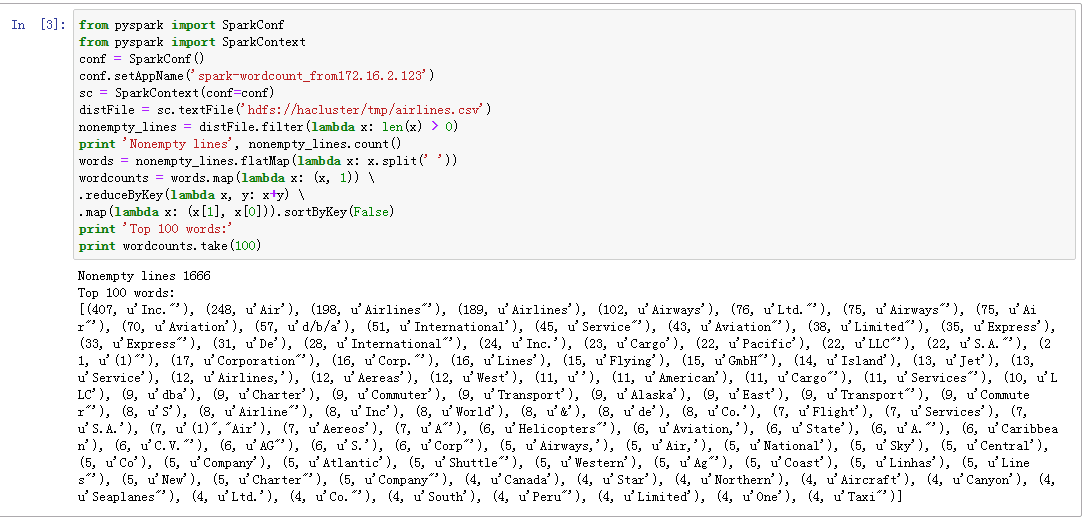 In [3]:
from pyspark import SparkConf
from pyspark import SparkContext
conf = SparkConf()
conf.setAppName('spark-wordcount_from172.16.2.123')
sc = SparkContext(conf=conf)
distFile = sc.textFile('hdfs://hacluster/tmp/airlines.csv')
nonempty_lines = distFile.filter(lambda x: len(x) > 0)
print 'Nonempty lines', nonempty_lines.count()
words = nonempty_lines.flatMap(lambda x: x.split(' '))
wordcounts = words.map(lambda x: (x, 1)) \
.reduceByKey(lambda x, y: x+y) \
.map(lambda x: (x[1], x[0])).sortByKey(False)
print 'Top 100 words:'
print wordcounts.take(100)
Nonempty lines 1666
Top 100 words:
[(407, u'Inc."'), (248, u'Air'), (198, u'Airlines"'), (189, u'Airlines'), (102, u'Airways'), (76, u'Ltd."'), (75, u'Airways"'), (75, u'Ai
r"'), (70, u'Aviation'), (57, u'd/b/a'), (51, u'International'), (45, u'Service"'), (43, u'Aviation"'), (38, u'Limited"'), (35, u'Express'),
(33, u'Express"'), (31, u'De'), (28, u'International"'), (24, u'Inc.'), (23, u'Cargo'), (22, u'Pacific'), (22, u'LLC"'), (22, u'S.A."'), (2
1, u'(1)"'), (17, u'Corporation"'), (16, u'Corp."'), (16, u'Lines'), (15, u'Flying'), (15, u'GmbH"'), (14, u'Island'), (13, u'Jet'), (13,
u'Service'), (12, u'Airlines,'), (12, u'Aereas'), (12, u'West'), (11, u''), (11, u'American'), (11, u'Cargo"'), (11, u'Services"'), (10, u'L
LC'), (9, u'dba'), (9, u'Charter'), (9, u'Commuter'), (9, u'Transport'), (9, u'Alaska'), (9, u'East'), (9, u'Transport"'), (9, u'Commute
r"'), (8, u'S'), (8, u'Airline"'), (8, u'Inc'), (8, u'World'), (8, u'&'), (8, u'de'), (8, u'Co.'), (7, u'Flight'), (7, u'Services'), (7,
u'S.A.'), (7, u'(1)","Air'), (7, u'Aereos'), (7, u'A"'), (6, u'Helicopters"'), (6, u'Aviation,'), (6, u'State'), (6, u'A."'), (6, u'Caribbea
n'), (6, u'C.V."'), (6, u'AG"'), (6, u'S.'), (6, u'Corp"'), (5, u'Airways,'), (5, u'Air,'), (5, u'National'), (5, u'Sky'), (5, u'Central'),
(5, u'Co'), (5, u'Company'), (5, u'Atlantic'), (5, u'Shuttle"'), (5, u'Western'), (5, u'Ag"'), (5, u'Coast'), (5, u'Linhas'), (5, u'Line
s"'), (5, u'New'), (5, u'Charter"'), (5, u'Company"'), (4, u'Canada'), (4, u'Star'), (4, u'Northern'), (4, u'Aircraft'), (4, u'Canyon'), (4,
u'Seaplanes"'), (4, u'Ltd.'), (4, u'Co."'), (4, u'South'), (4, u'Peru"'), (4, u'Limited'), (4, u'One'), (4, u'Taxi"')]